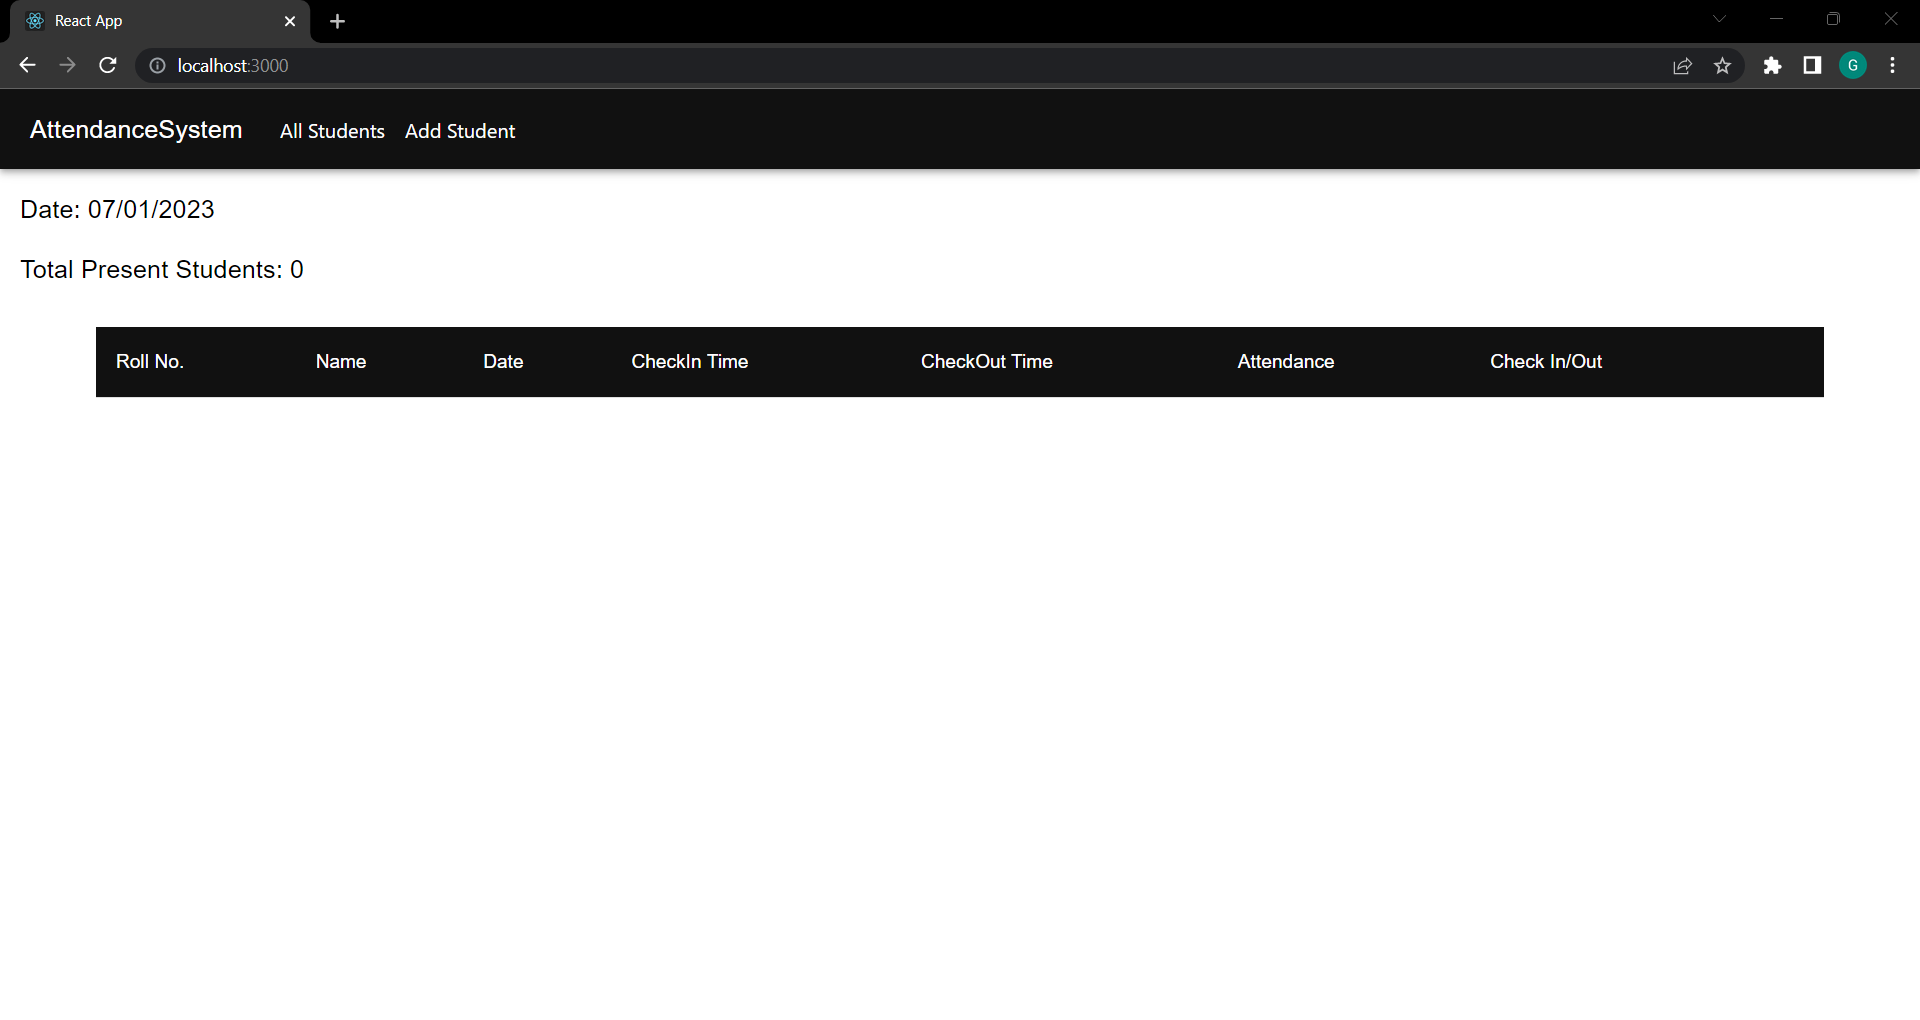 React App
localhost:3000
G
AttendanceSystem All Students Add Student
Date: 07/01/2023
Total Present Students: 0
Roll No. Name Date CheckIn Time CheckOut Time Attendance Check In/Out